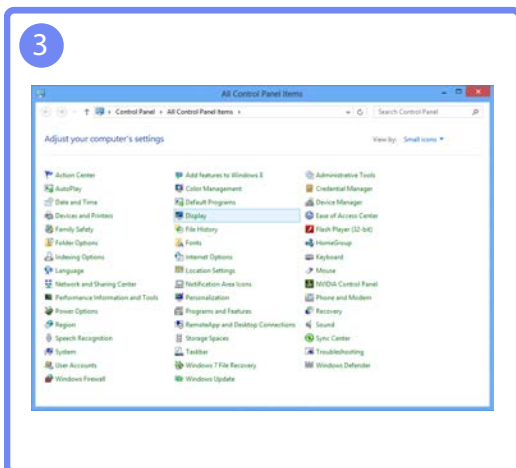 3
All Control Panel Items
Control Panel All Control Panel Items Search Control Panel
Adjust your computer's settings View by: Small icons
Action Center Add features to Windows 8 Administrative Tools
AutoPlay Color Management Credential Manager
Date and Time Default Programs Device Manager
Devices and Printers Display Ease of Access Center
Family Safety File History Flash Player (32-bit)
Folder Options Fonts HomeGroup
Indexing Options Internet Options Keyboard
Language Location Settings Mouse
Network and Sharing Center Notification Area Icons NVIDIA Control Panel
Performance Information and Tools Personalization Phone and Modem
Power Options Programs and Features Recovery
Region RemoteApp and Desktop Connections Sound
Speech Recognition Storage Spaces Sync Center
System Taskbar Troubleshooting
User Accounts Windows 7 File Recovery Windows Defender
Windows Firewall Windows Update